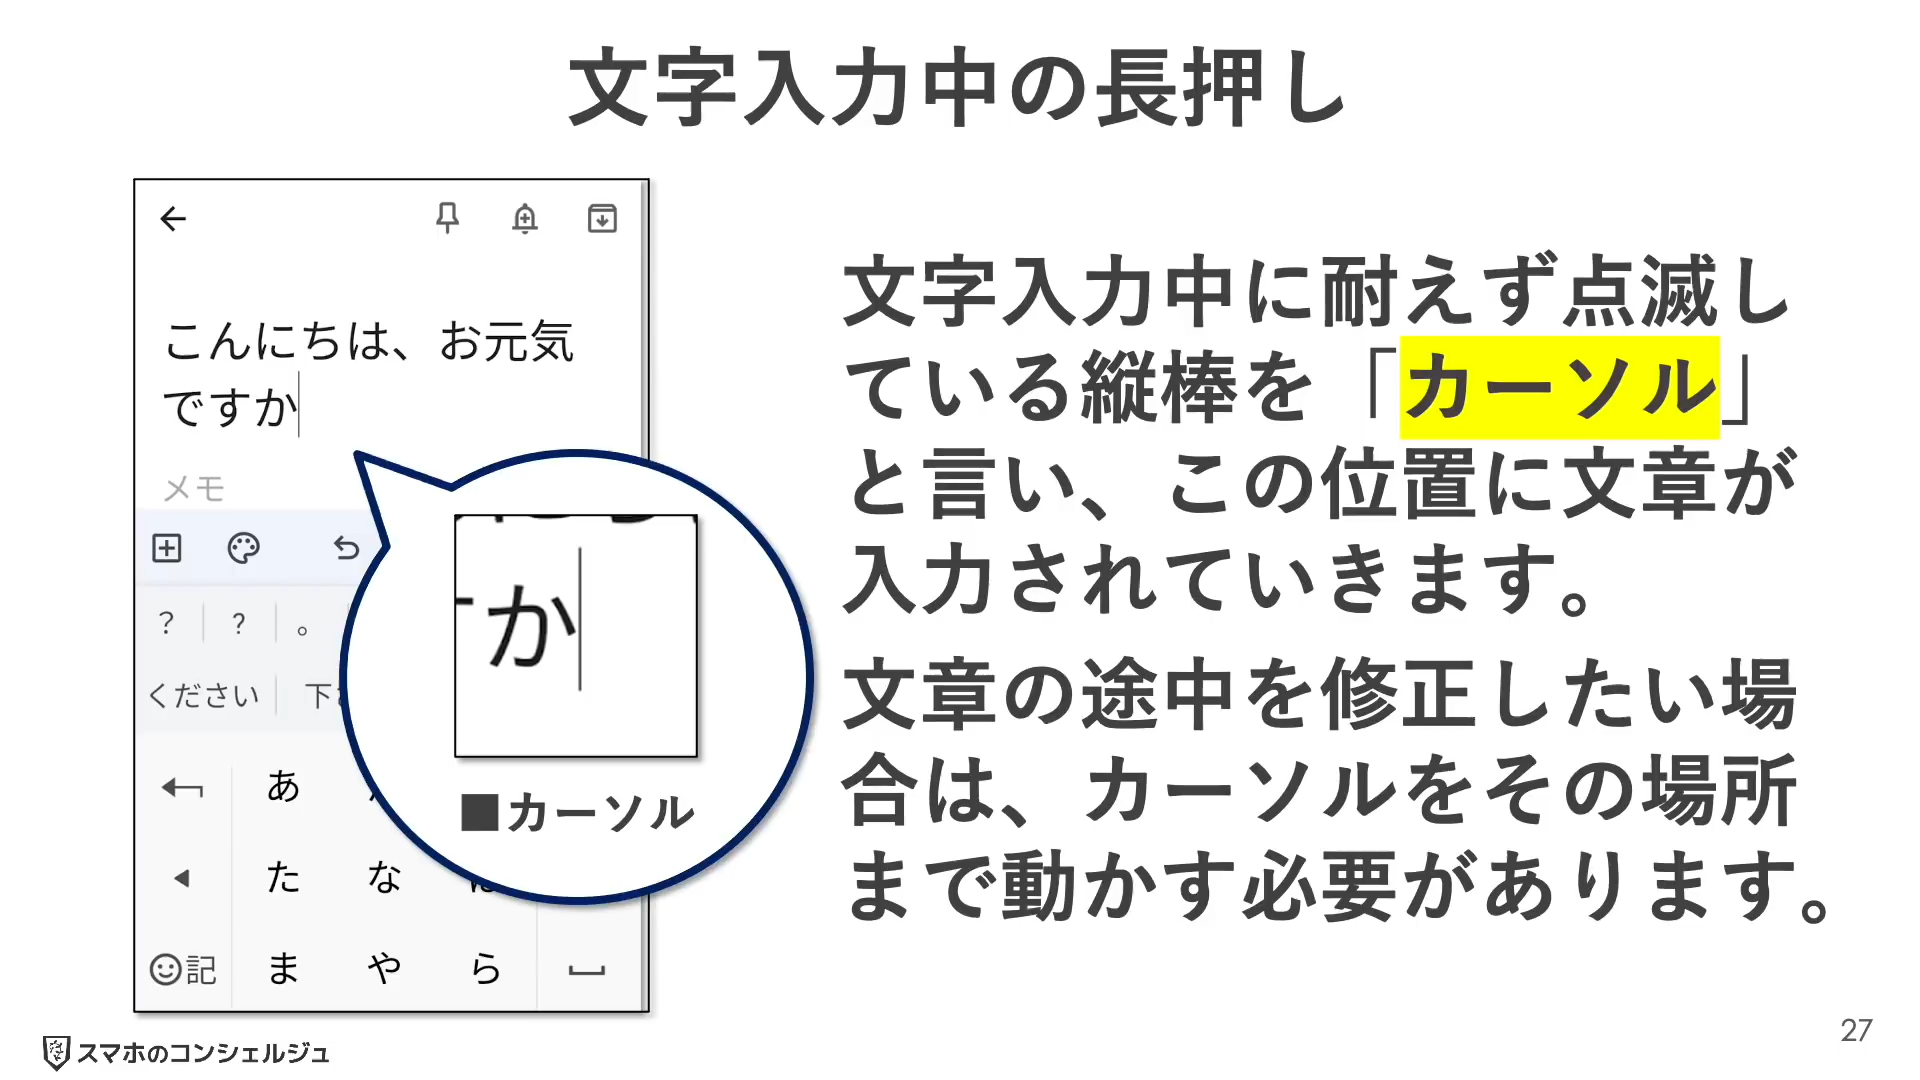 文字入力中の長押し
こんにちは、お元気
ですか
メモ
? ? 。
ください 下
あ
た な
記 ま や ら
すか
■カーソル
文字入力中に耐えず点滅し
ている縦棒を「カーソル」
と言い、この位置に文章が
入力されていきます。
文章の途中を修正したい場
合は、カーソルをその場所
まで動かす必要があります。
スマホのコンシェルジュ
27